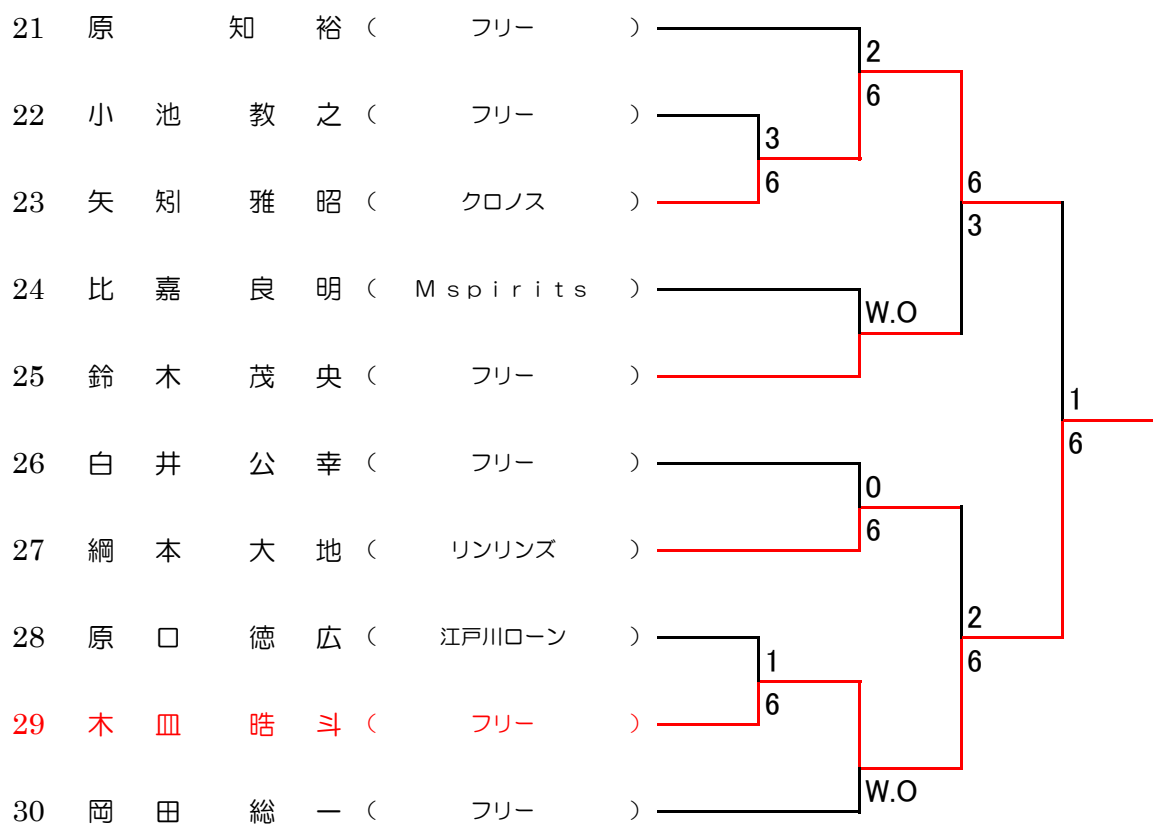 21 原 知 裕 ( フリー )
2
22 小 池 教 之 ( フリー )
6
3
6
23 矢 矧 雅 昭 ( クロノス )
6
3
24 比 嘉 良 明 ( M spirits )
W.O
25 鈴 木 茂 央 ( フリー )
1
6
26 白 井 公 幸 ( フリー )
0
6
27 綱 本 大 地 ( リンリンズ )
28 原 口 徳 広 ( 江戸川ローン )
2
6
1
6
29 木 皿 晧 斗 ( フリー )
W.O
30 岡 田 総 一 ( フリー )